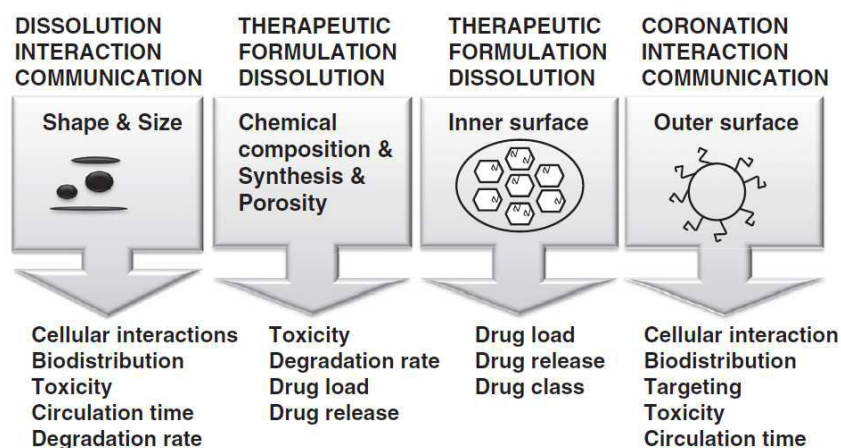 DISSOLUTION
INTERACTION
COMMUNICATION
Shape & Size
Cellular interactions
Biodistribution
Toxicity
Circulation time
Degradation rate
THERAPEUTIC
FORMULATION
DISSOLUTION
Chemical
composition &
Synthesis &
Porosity
Toxicity
Degradation rate
Drug load
Drug release
THERAPEUTIC
FORMULATION
DISSOLUTION
Inner surface
Drug load
Drug release
Drug class
CORONATION
INTERACTION
COMMUNICATION
Outer surface
Cellular interaction
Biodistribution
Targeting
Toxicity
Circulation time